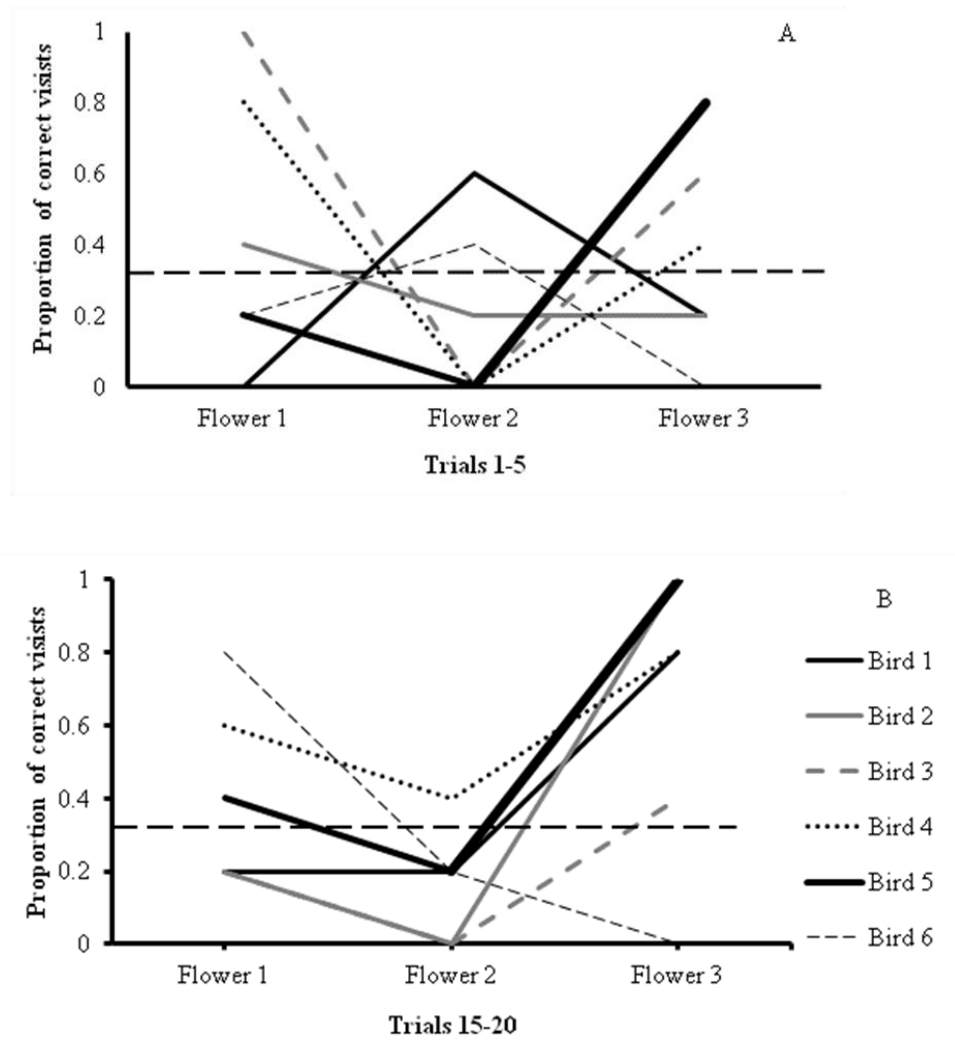 A
Proportion of correct visists
1
0.8
0.6
0.4
0.2
0
Flower 1 Flower 2 Flower 3
Trials 1-5
B
Proportion of correct visists
1
0.8
0.6
0.4
0.2
0
Flower 1 Flower 2 Flower 3
Trials 15-20
Bird 1
Bird 2
Bird 3
Bird 4
Bird 5
Bird 6